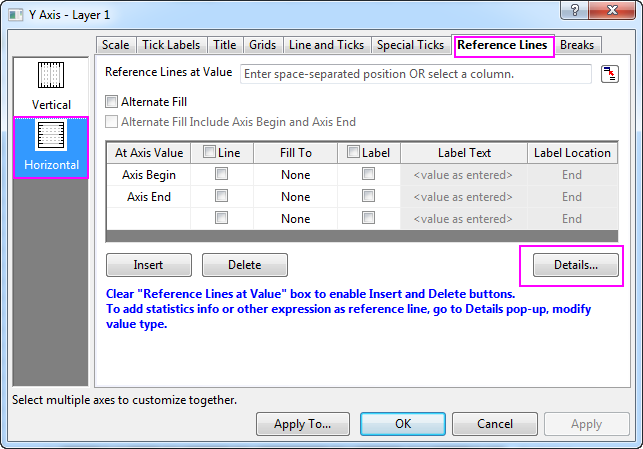 Y Axis - Layer 1
Scale Tick Labels Title Grids Line and Ticks Special Ticks Reference Lines Breaks
Vertical
Horizontal
Reference Lines at Value Enter space-separated position OR select a column.
Alternate Fill
Alternate Fill Include Axis Begin and Axis End
At Axis Value Line Fill To Label Label Text Label Location
Axis Begin None <value as entered> End
Axis End None <value as entered> End
None <value as entered> End
Insert Delete Details...
Clear "Reference Lines at Value" box to enable Insert and Delete buttons.
To add statistics info or other expression as reference line, go to Details pop-up, modify
value type.
Select multiple axes to customize together.
Apply To... OK Cancel Apply